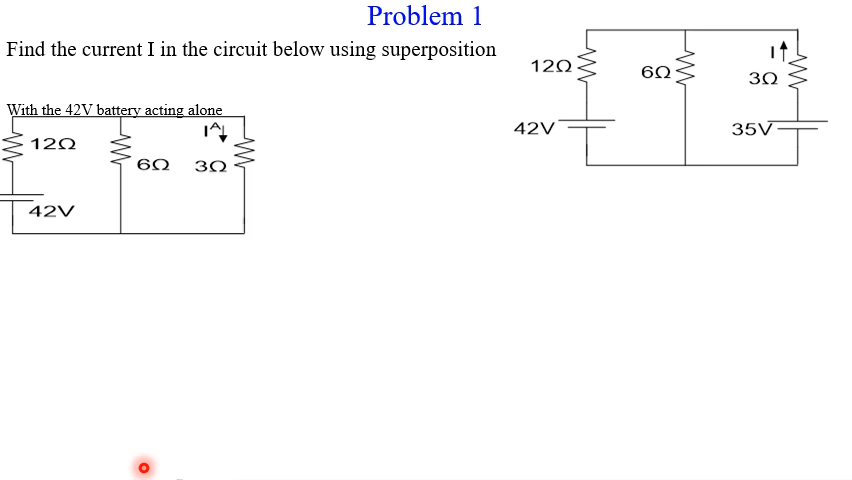 Problem 1
Find the current I in the circuit below using superposition
12Ω
6Ω
I
3Ω
42V
35V
With the 42V battery acting alone
I^A
12Ω
6Ω
3Ω
42V